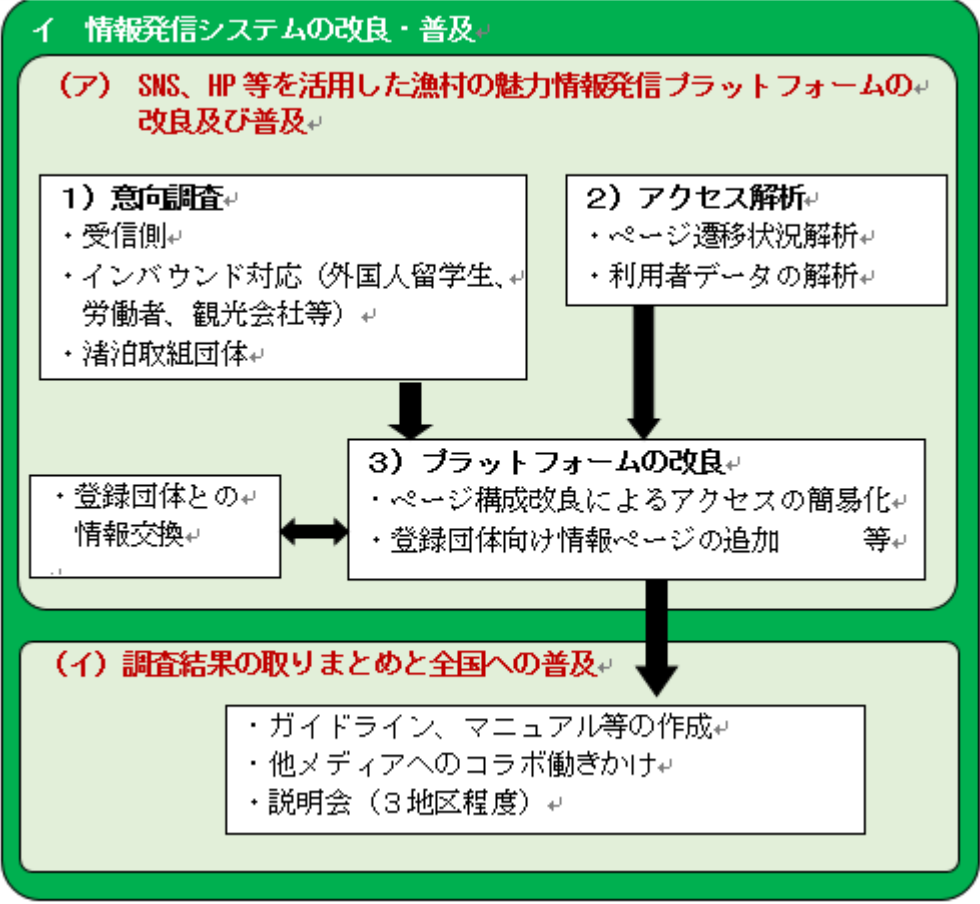 イ 情報発信システムの改良・普及
(ア) SNS、HP等を活用した漁村の魅力情報発信プラットフォームの
改良及び普及
1)意向調査
・受信側
・インバウンド対応(外国人留学生、
労働者、観光会社等)
・渚泊取組団体
2)アクセス解析
・ページ遷移状況解析
・利用者データの解析
3)プラットフォームの改良
・ページ構成改良によるアクセスの簡易化
・登録団体向け情報ページの追加 等
・登録団体との
情報交換
(イ)調査結果の取りまとめと全国への普及
・ガイドライン、マニュアル等の作成
・他メディアへのコラボ働きかけ
・説明会(3地区程度)